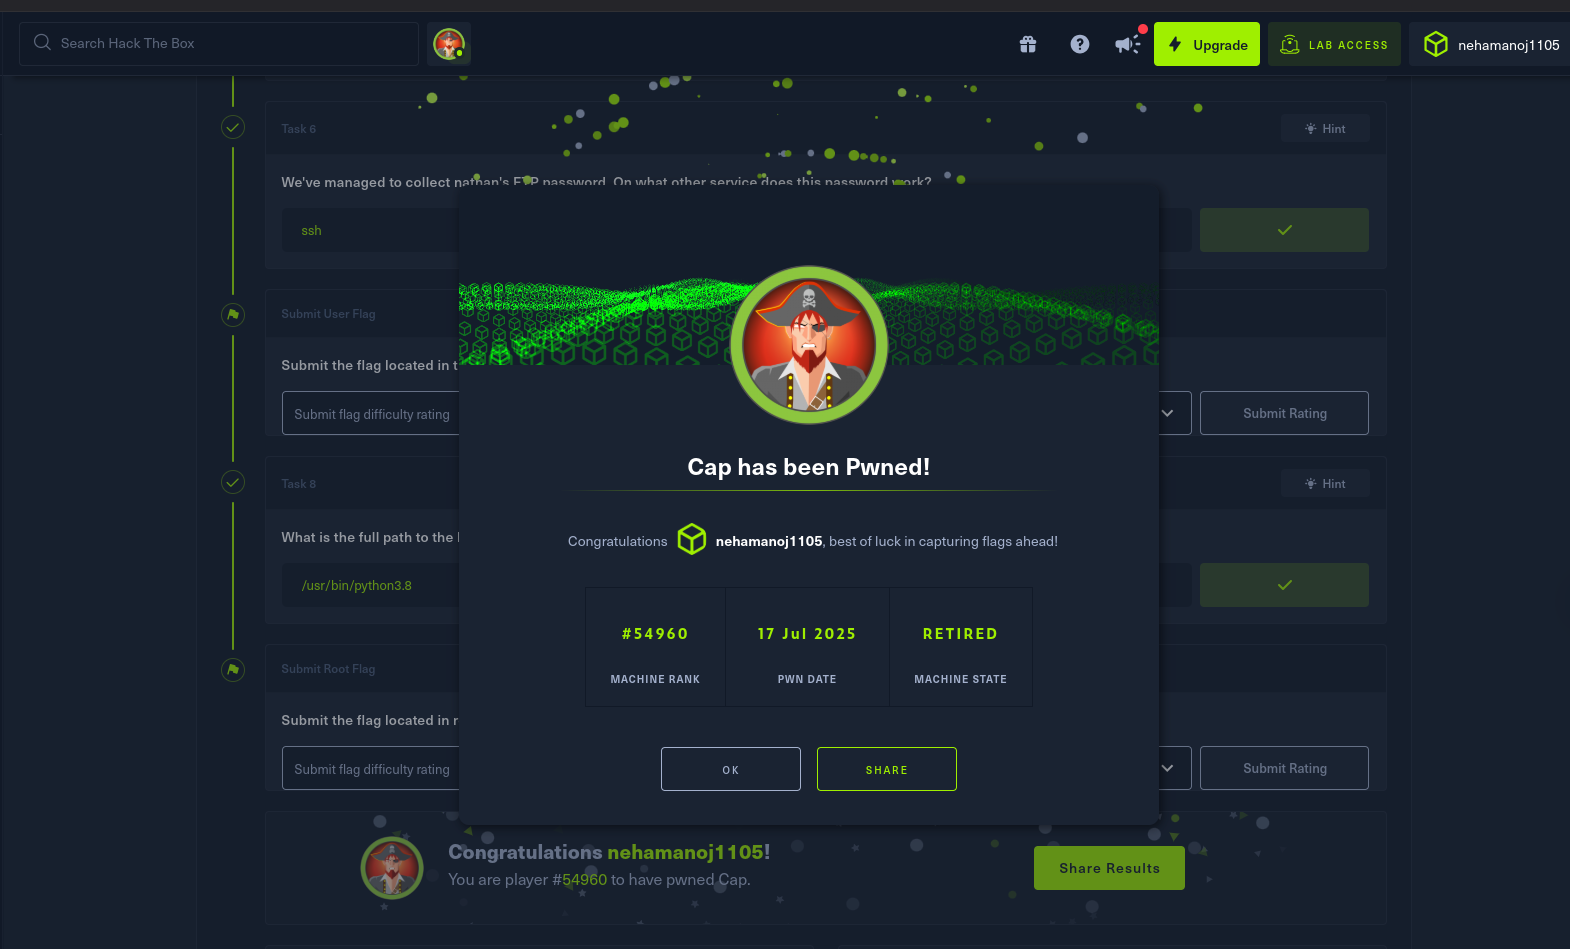 Search Hack The Box
Upgrade
LAB ACCESS
nehamanoj1105
Task 6
Hint
We've managed to collect nathan's FTP password. On what other service does this password work?
ssh
Submit User Flag
Submit the flag located in t
Submit flag difficulty rating
Submit Rating
Cap has been Pwned!
Task 8
Hint
What is the full path to the
Congratulations nehamanoj1105, best of luck in capturing flags ahead!
/usr/bin/python3.8
#54960
17 Jul 2025
RETIRED
MACHINE RANK
PWN DATE
MACHINE STATE
Submit Root Flag
Submit the flag located in r
Submit flag difficulty rating
Submit Rating
OK
SHARE
Congratulations nehamanoj1105!
You are player #54960 to have pwned Cap.
Share Results